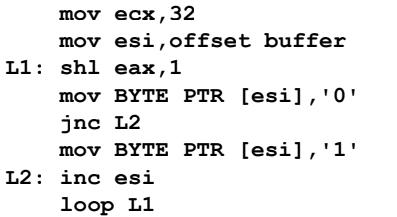 mov ecx,32
mov esi,offset buffer
L1: shl eax,1
mov BYTE PTR [esi],'0'
jnc L2
mov BYTE PTR [esi],'1'
L2: inc esi
loop L1